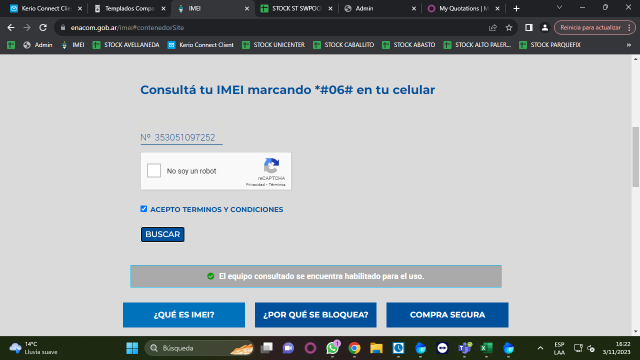 Kerio Connect Client
Templados Compa
IMEI
STOCK ST SWPOC
Admin
My Quotations | M
enacom.gob.ar/imei#contenedorSite
Reinicia para actualizar
Admin
IMEI
STOCK AVELLANEDA
Kerio Connect Client
STOCK UNICENTER
STOCK CABALLITO
STOCK ABASTO
STOCK ALTO PALER...
STOCK PARQUEFIX
»
Consultá tu IMEI marcando *#06# en tu celular
Nº 353051097252
No soy un robot
reCAPTCHA
Privacidad - Términos
ACEPTO TERMINOS Y CONDICIONES
BUSCAR
El equipo consultado se encuentra habilitado para el uso.
¿QUÉ ES IMEI?
¿POR QUÉ SE BLOQUEA?
COMPRA SEGURA
14°C
Lluvia suave
Búsqueda
ESP
LAA
16:22
3/11/2023